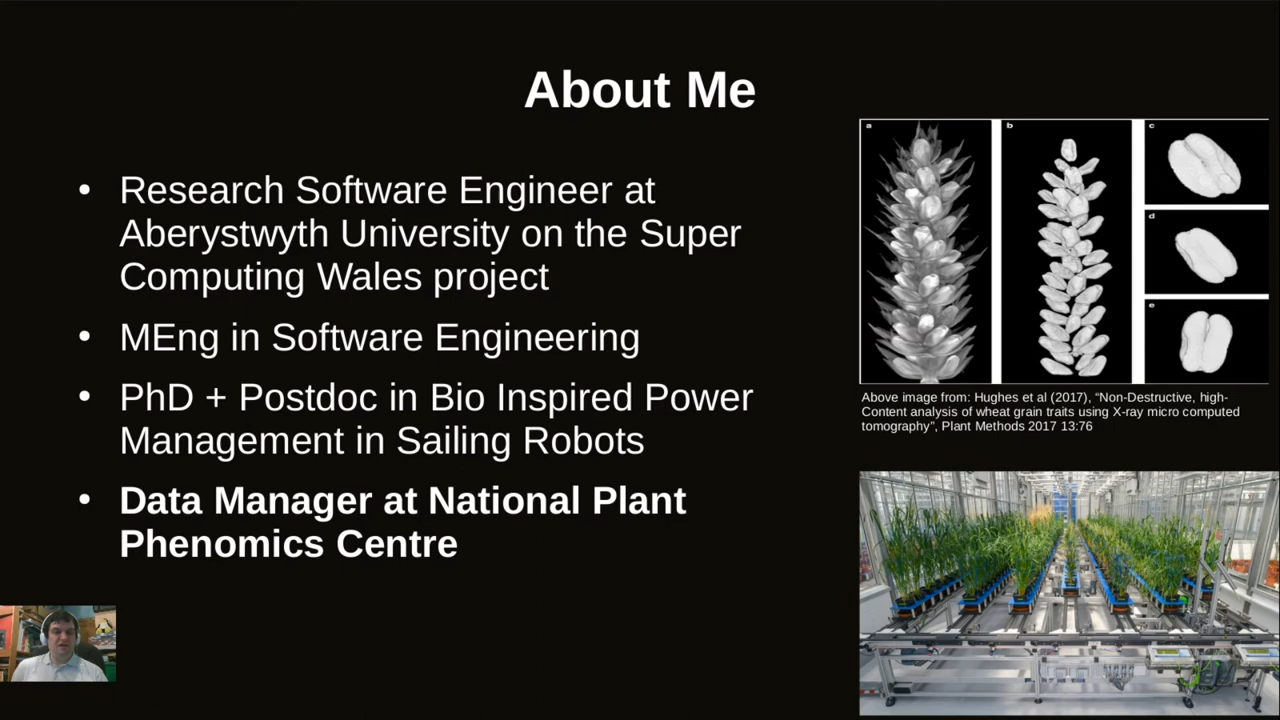 About Me
• Research Software Engineer at
Aberystwyth University on the Super
Computing Wales project
• MEng in Software Engineering
• PhD + Postdoc in Bio Inspired Power
Management in Sailing Robots
• Data Manager at National Plant
Phenomics Centre
a
b
c
d
e
Above image from: Hughes et al (2017), “Non-Destructive, high-
Content analysis of wheat grain traits using X-ray micro computed
tomography”, Plant Methods 2017 13:76